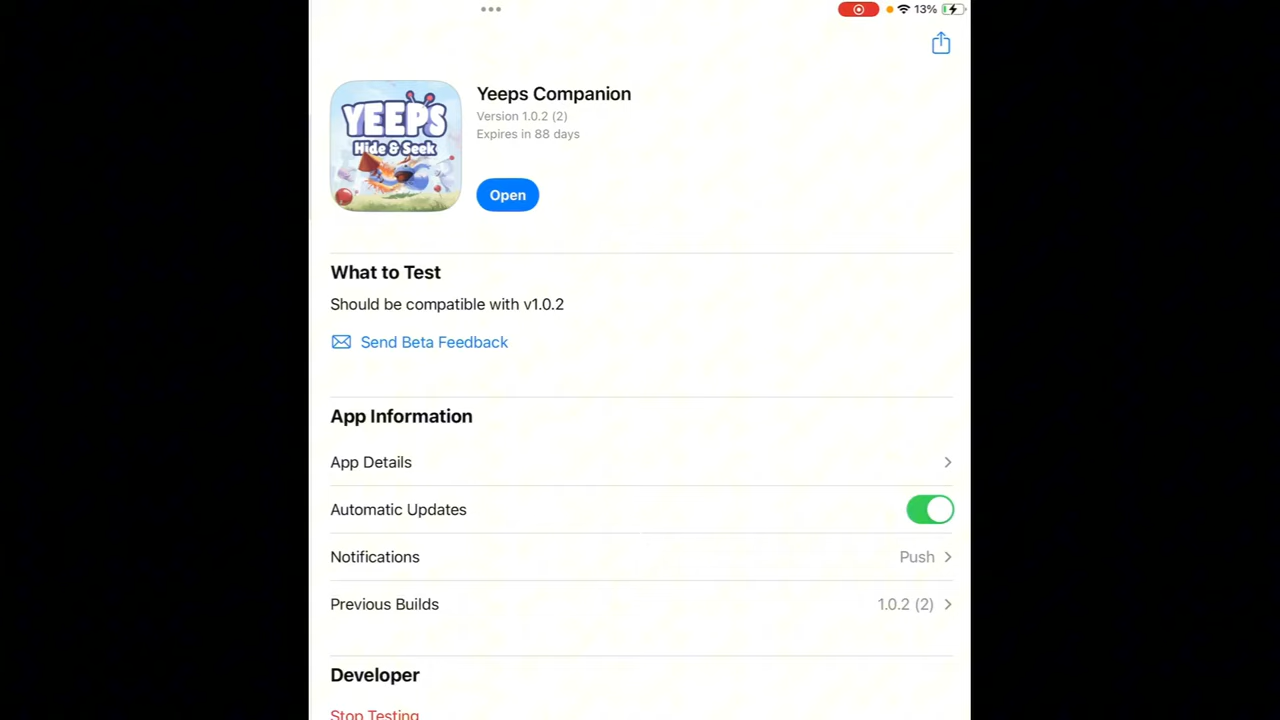 13%
YEEPS
Hide & Seek
Yeeps Companion
Version 1.0.2 (2)
Expires in 88 days
Open
What to Test
Should be compatible with v1.0.2
Send Beta Feedback
App Information
App Details
Automatic Updates
Notifications Push
Previous Builds 1.0.2 (2)
Developer
Stop Testing